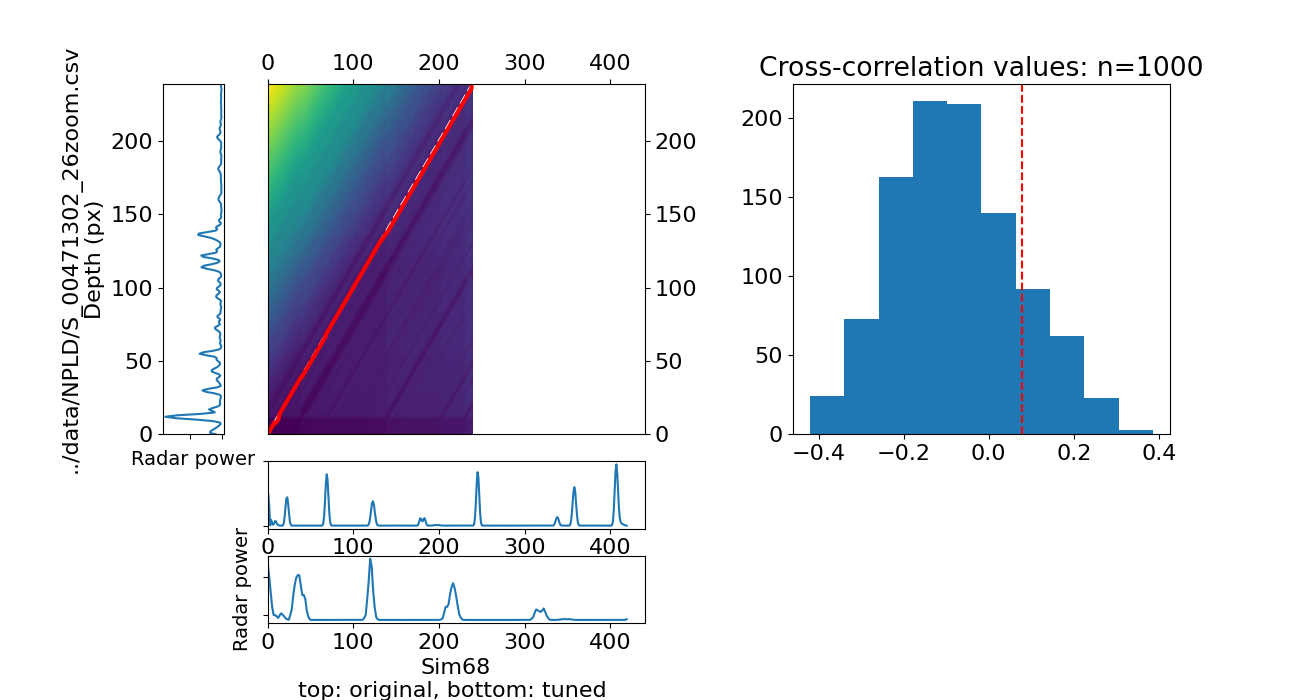 0 100 200 300 400
Cross-correlation values: n=1000
../data/NPLD/S_00471302_26zoom.csv
Depth (px)
200
150
100
50
0
200
150
100
50
0
200
150
100
50
0
−0.4 −0.2 0.0 0.2 0.4
Radar power
0 100 200 300 400
Radar power
0 100 200 300 400
Sim68
top: original, bottom: tuned